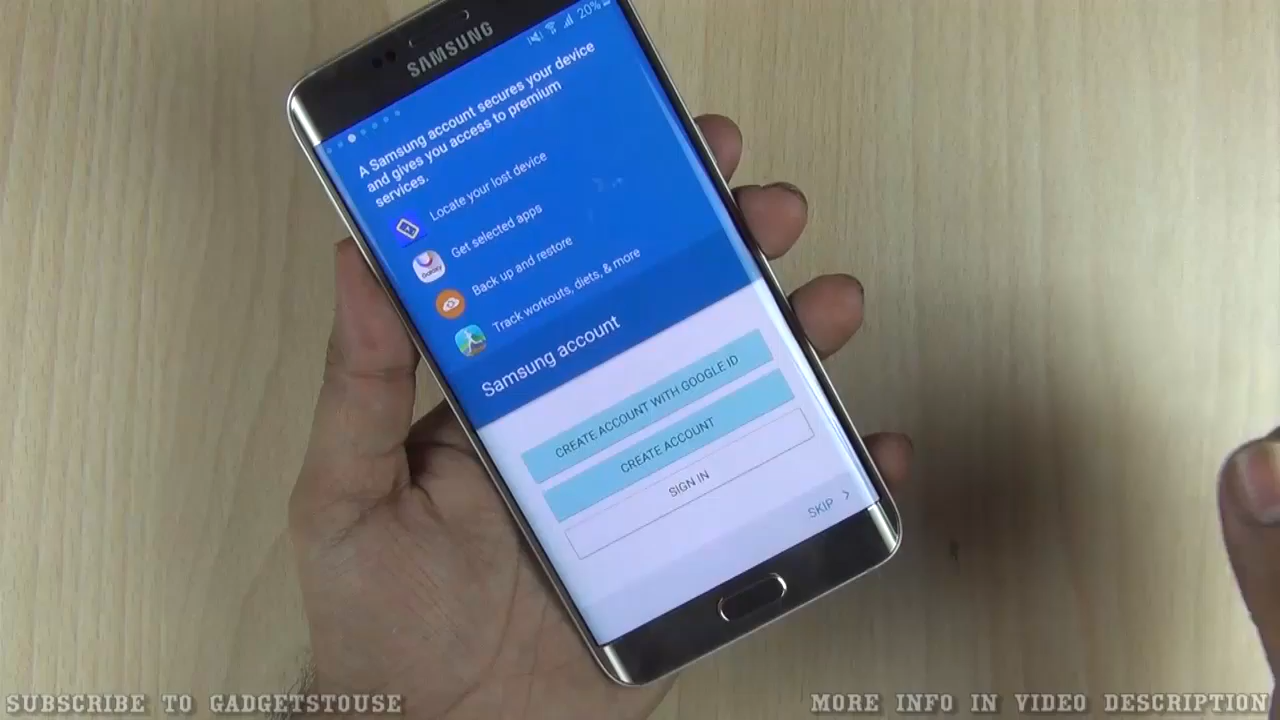 SAMSUNG
20%
A Samsung account secures your device
and gives you access to premium
services.
Locate your lost device
Get selected apps
Galaxy
Back up and restore
Track workouts, diets, & more
Samsung account
CREATE ACCOUNT WITH GOOGLE ID
CREATE ACCOUNT
SIGN IN
SKIP >
SUBSCRIBE TO GADGETSTOUSE
MORE INFO IN VIDEO DESCRIPTION